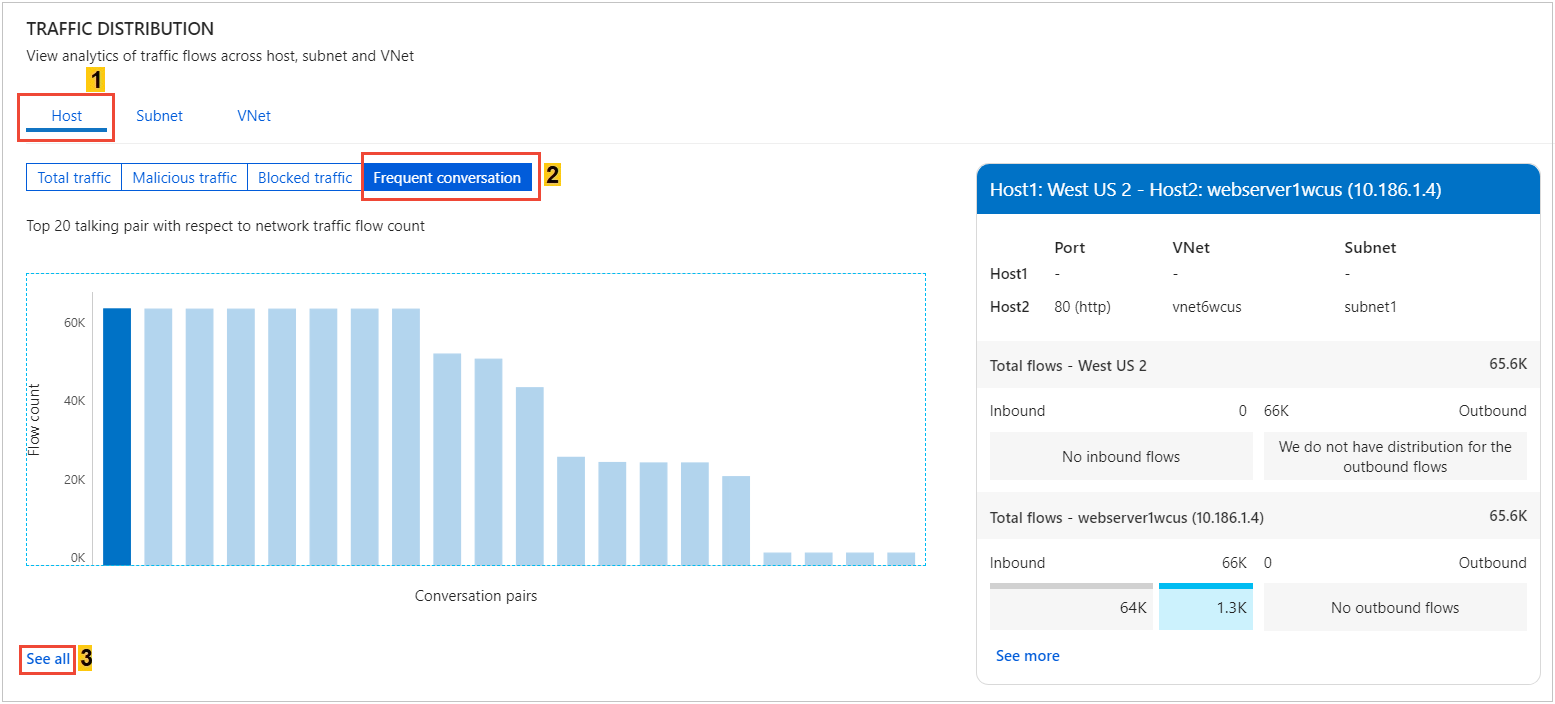 TRAFFIC DISTRIBUTION
View analytics of traffic flows across host, subnet and VNet
1
Host Subnet VNet
Total traffic Malicious traffic Blocked traffic Frequent conversation 2
Top 20 talking pair with respect to network traffic flow count
60K
40K
20K
0K
Flow count
Conversation pairs
See all 3
Host1: West US 2 - Host2: webserver1wcus (10.186.1.4)
Port VNet Subnet
Host1 - - -
Host2 80 (http) vnet6wcus subnet1
Total flows - West US 2 65.6K
Inbound 0 66K Outbound
No inbound flows
We do not have distribution for the
outbound flows
Total flows - webserver1wcus (10.186.1.4) 65.6K
Inbound 66K 0 Outbound
64K 1.3K No outbound flows
See more